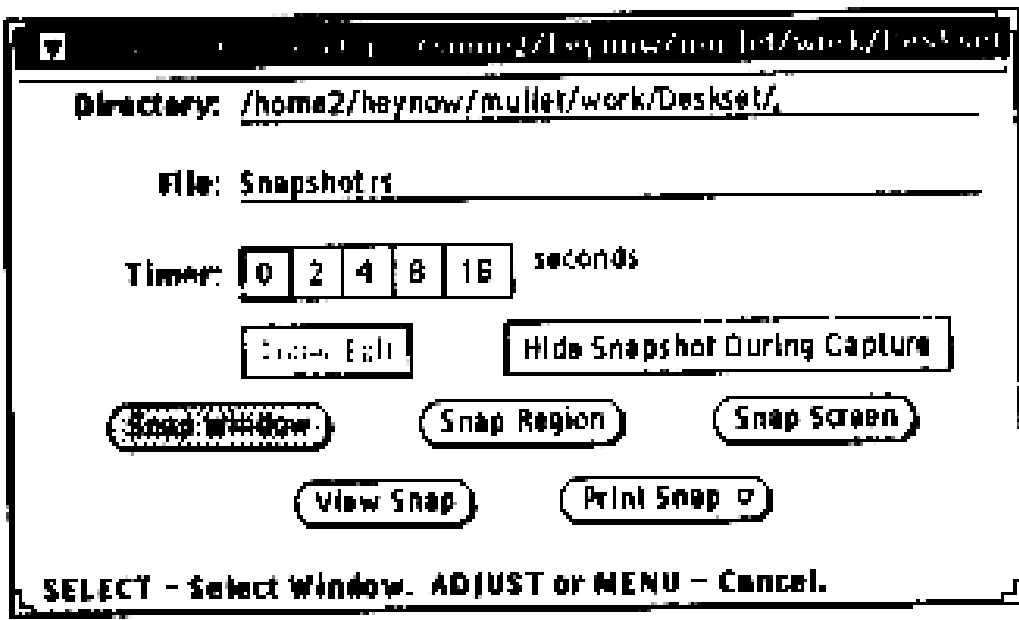 Directory: /home2/heynow/mullet/work/Deskset/
File: Snapshot.rs
Timer: 0 2 4 8 16 seconds
Hide Snapshot During Capture
Snap Window Snap Region Snap Screen
View Snap Print Snap
SELECT - Select Window. ADJUST or MENU - Cancel.